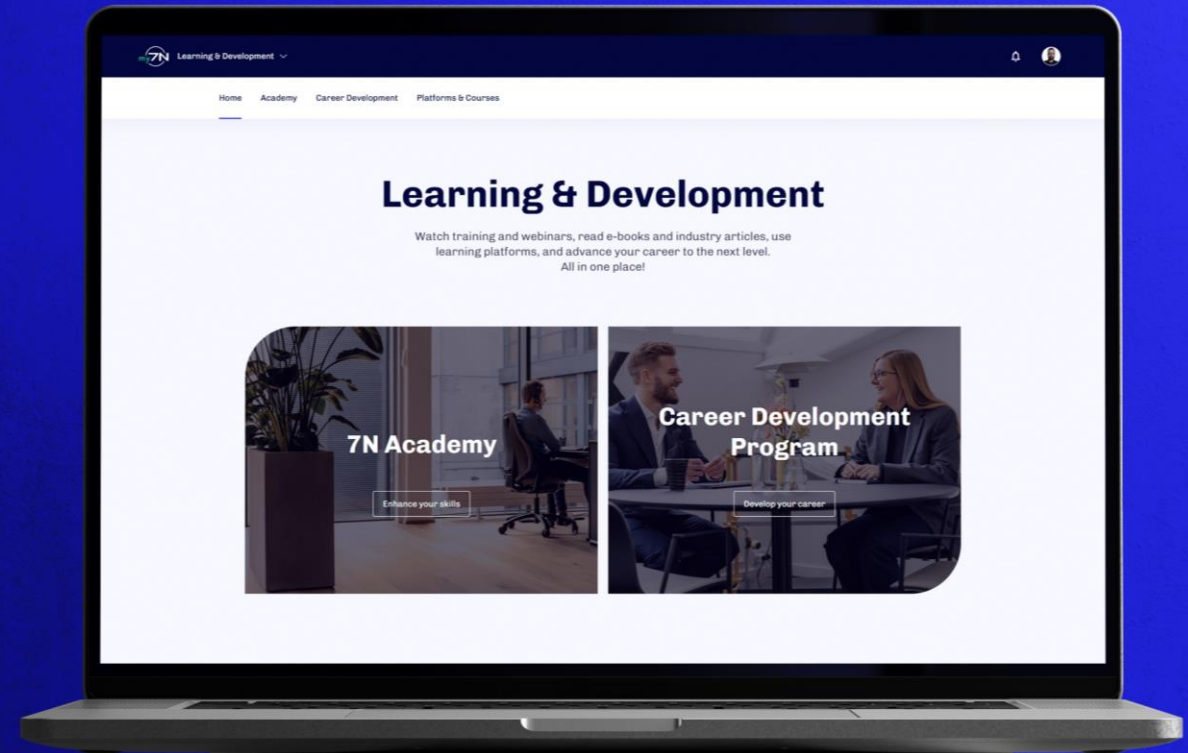 my7N Learning & Development
Home Academy Career Development Platforms & Courses
Learning & Development
Watch training and webinars, read e-books and industry articles, use
learning platforms, and advance your career to the next level.
All in one place!
7N Academy
Enhance your skills
Career Development
Program
Develop your career